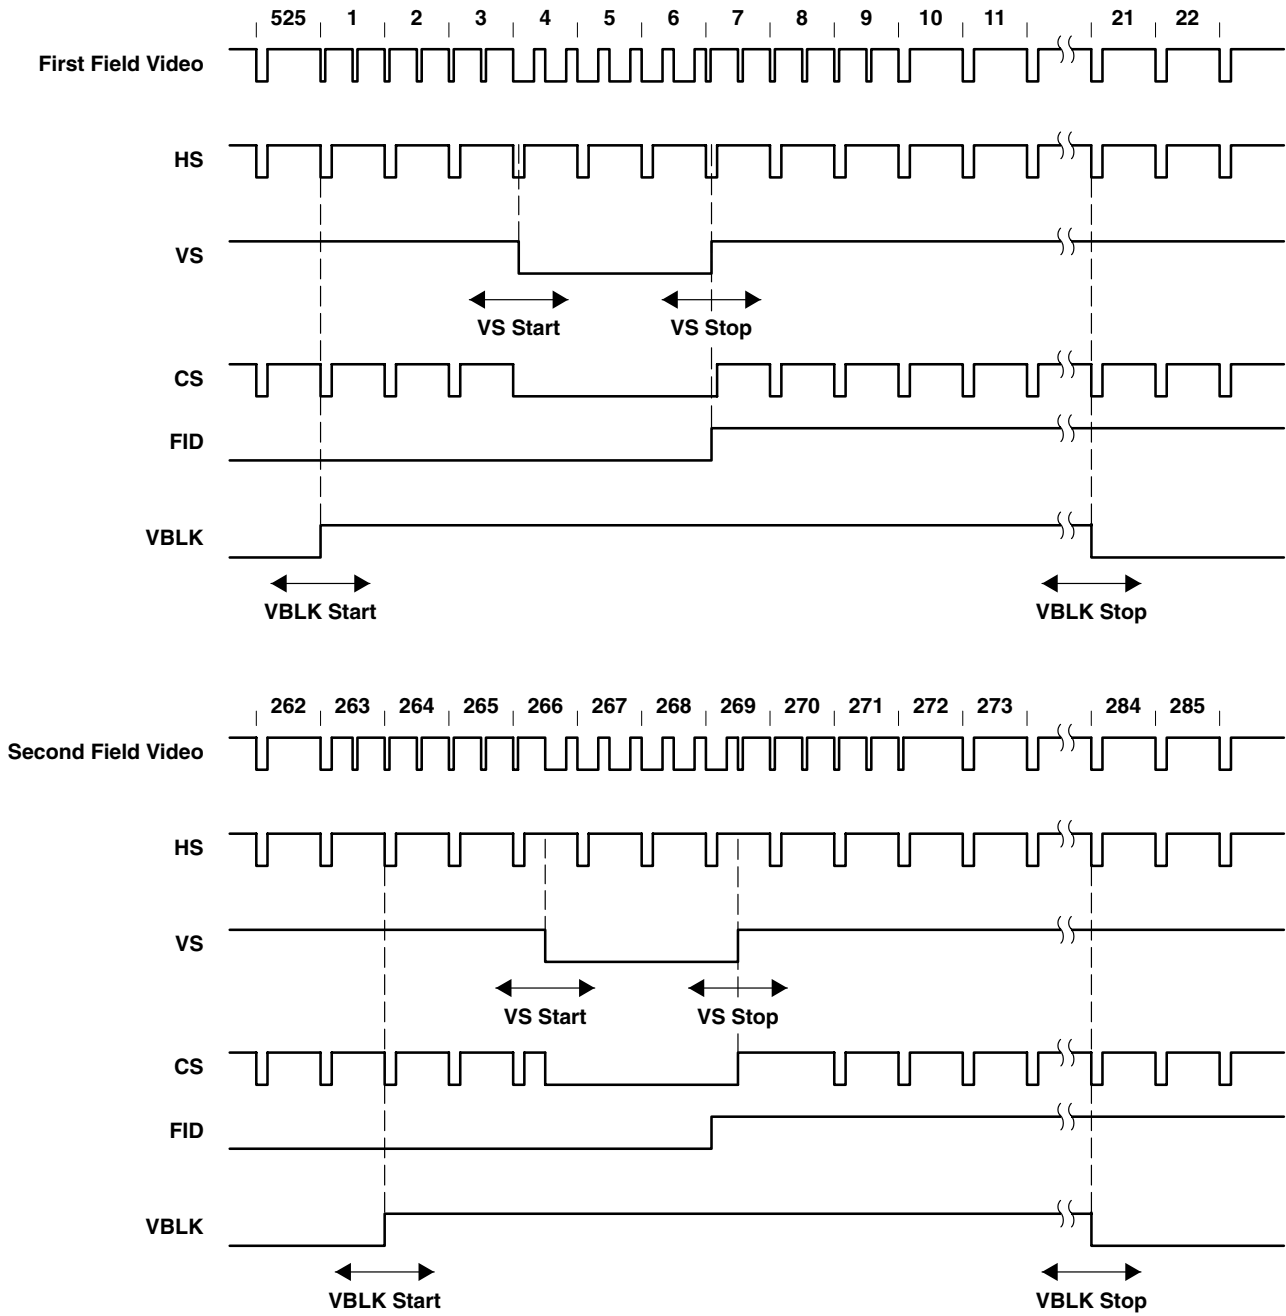 525 1 2 3 4 5 6 7 8 9 10 11 21 22
First Field Video
HS
VS
VS Start VS Stop
CS
FID
VBLK
VBLK Start VBLK Stop
262 263 264 265 266 267 268 269 270 271 272 273 284 285
Second Field Video
HS
VS
VS Start VS Stop
CS
FID
VBLK
VBLK Start VBLK Stop